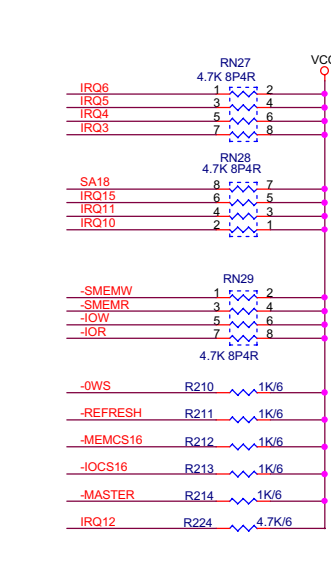 RN27 VCC
4.7K 8P4R
IRQ6 1 2
IRQ5 3 4
IRQ4 5 6
IRQ3 7 8
RN28
4.7K 8P4R
SA18 8 7
IRQ15 6 5
IRQ11 4 3
IRQ10 2 1
RN29
-SMEMW 1 2
-SMEMR 3 4
-IOW 5 6
-IOR 7 8
4.7K 8P4R
-0WS R210 1K/6
-REFRESH R211 1K/6
-MEMCS16 R212 1K/6
-IOCS16 R213 1K/6
-MASTER R214 1K/6
IRQ12 R224 4.7K/6